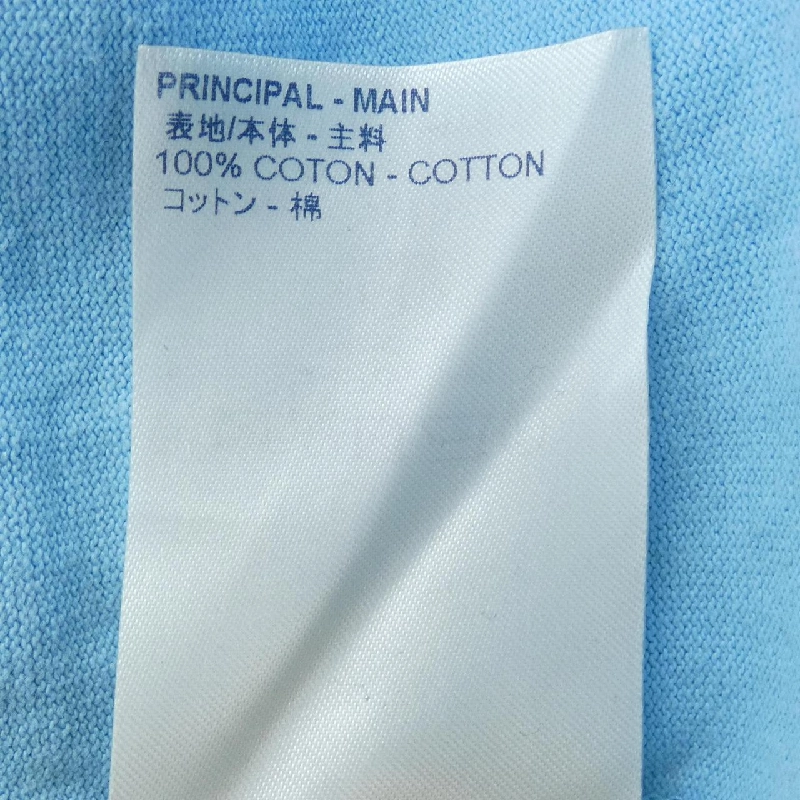 PRINCIPAL - MAIN
表地/本体 - 主料
100% COTON - COTTON
コットン - 棉